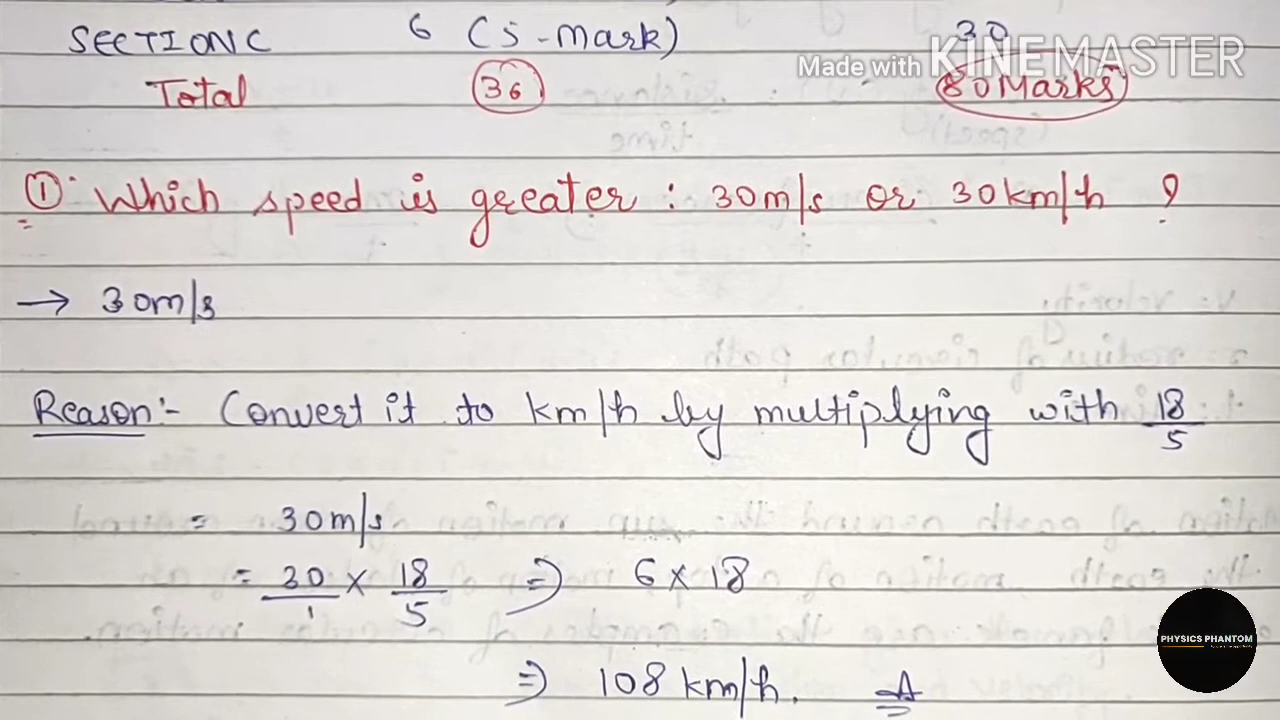 SECTION C 6 (5-mark) 30
Made with KINEMASTER
Total 36 80 Marks
① Which speed is greater : 30m/s or 30km/h ?
→ 30m/s
Reason:- Convert it to km/h by multiplying with 18/5
= 30m/s
= 30/1 × 18/5 ⇒ 6×18
⇒ 108 km/h. A
PHYSICS PHANTOM